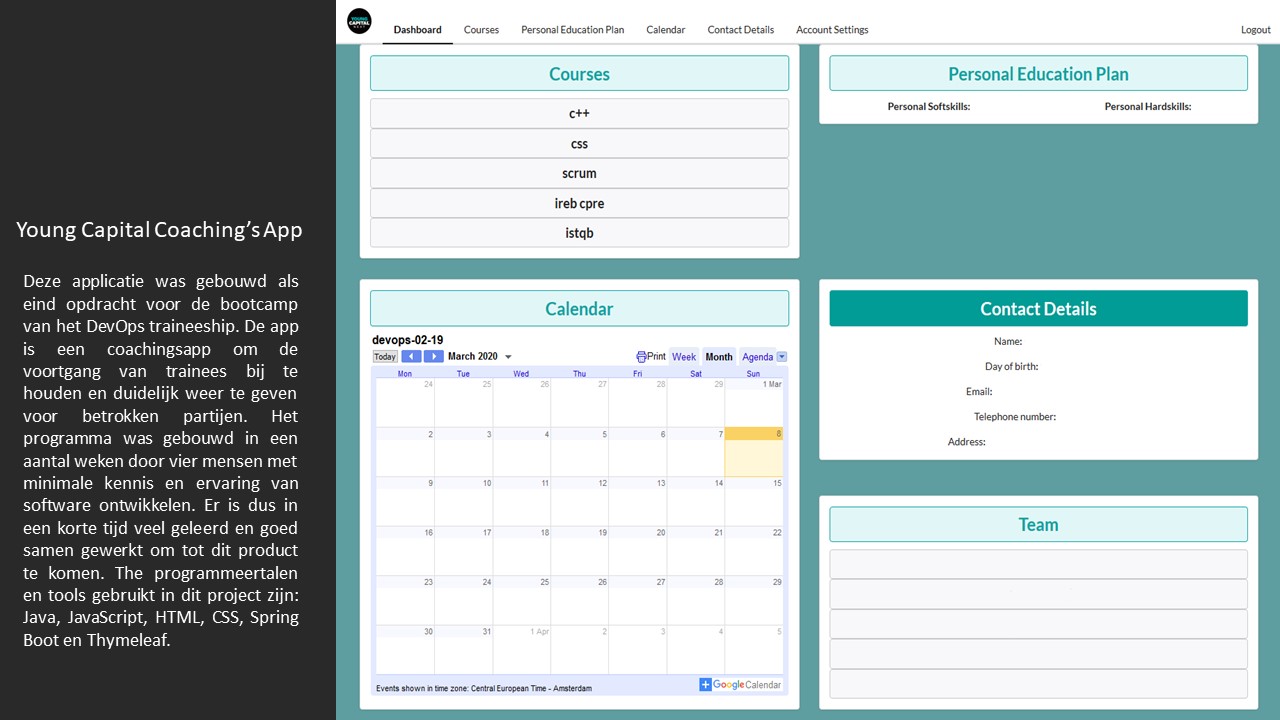 Young Capital Coaching’s App
Deze applicatie was gebouwd als
eind opdracht voor de bootcamp
van het DevOps traineeship. De app
is een coachingsapp om de
voortgang van trainees bij te
houden en duidelijk weer te geven
voor betrokken partijen. Het
programma was gebouwd in een
aantal weken door vier mensen met
minimale kennis en ervaring van
software ontwikkelen. Er is dus in
een korte tijd veel geleerd en goed
samen gewerkt om tot dit product
te komen. The programmeertalen
en tools gebruikt in dit project zijn:
Java, JavaScript, HTML, CSS, Spring
Boot en Thymeleaf.
YOUNG
CAPITAL
NEXT
Dashboard Courses Personal Education Plan Calendar Contact Details Account Settings Logout
Courses
c++
css
scrum
ireb cpre
istqb
Personal Education Plan
Personal Softskills: Personal Hardskills:
Calendar
devops-02-19
Today March 2020 Print Week Month Agenda
Mon Tue Wed Thu Fri Sat Sun
24 25 26 27 28 29 1 Mar
2 3 4 5 6 7 8
9 10 11 12 13 14 15
16 17 18 19 20 21 22
23 24 25 26 27 28 29
30 31 1 Apr 2 3 4 5
Events shown in time zone: Central European Time - Amsterdam
Google Calendar
Contact Details
Name:
Day of birth:
Email:
Telephone number:
Address:
Team